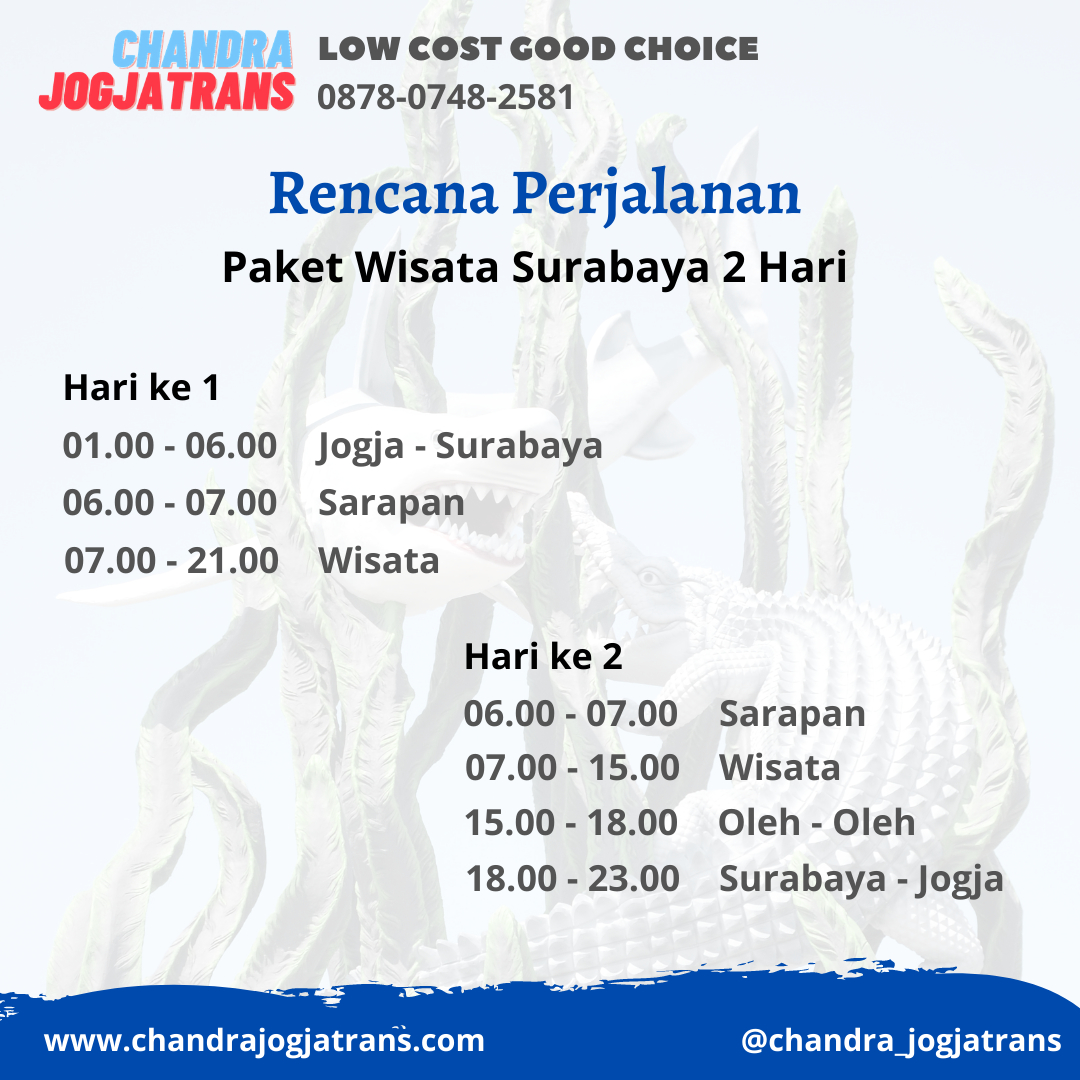 CHANDRA
JOGJATRANS
LOW COST GOOD CHOICE
0878-0748-2581
Rencana Perjalanan
Paket Wisata Surabaya 2 Hari
Hari ke 1
01.00 - 06.00 Jogja - Surabaya
06.00 - 07.00 Sarapan
07.00 - 21.00 Wisata
Hari ke 2
06.00 - 07.00 Sarapan
07.00 - 15.00 Wisata
15.00 - 18.00 Oleh - Oleh
18.00 - 23.00 Surabaya - Jogja
www.chandrajogjatrans.com
@chandra_jogjatrans